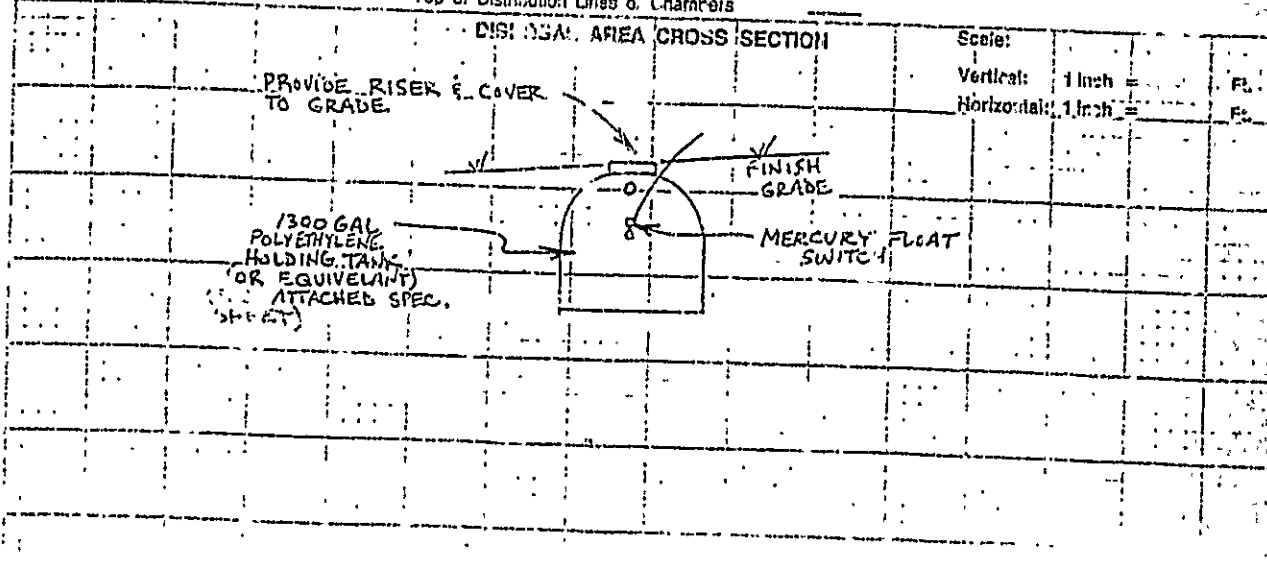 Top of Distribution Lines & Chambers
DISPOSAL AREA CROSS SECTION
Scale:
Vertical: 1 Inch = Ft.
Horizontal: 1 Inch = Ft.
PROVIDE RISER & COVER
TO GRADE
FINISH
GRADE
1300 GAL
POLYETHYLENE
HOLDING TANK
OR EQUIVELANT)
ATTACHED SPEC.
SHEET)
MERCURY FLOAT
SWITCH